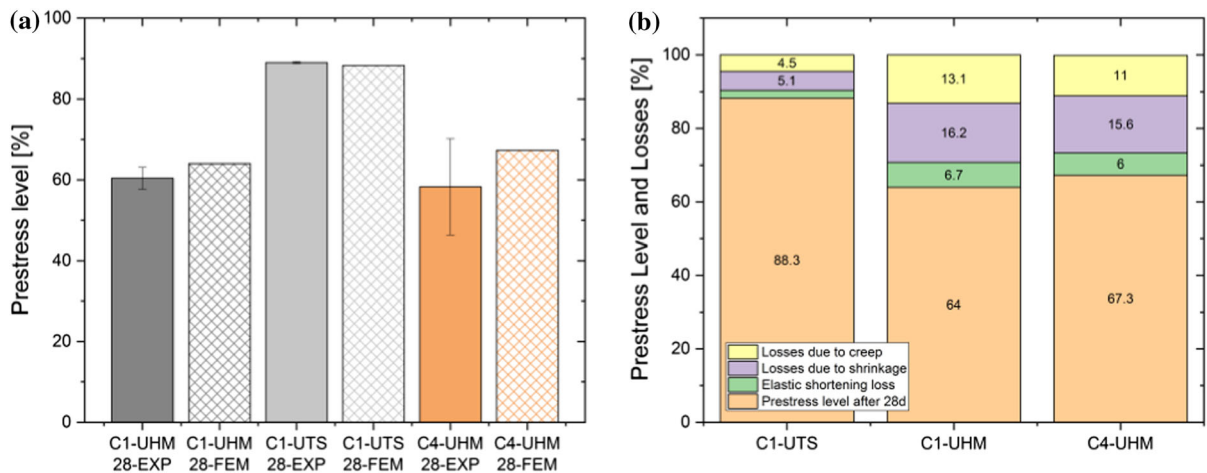 (a)
Prestress level [%]
100
80
60
40
20
0
C1-UHM
28-EXP
C1-UHM
28-FEM
C1-UTS
28-EXP
C1-UTS
28-FEM
C4-UHM
28-EXP
C4-UHM
28-FEM
(b)
Prestress Level and Losses [%]
100
80
60
40
20
0
4.5
5.1
88.3
13.1
16.2
6.7
64
11
15.6
6
67.3
Losses due to creep
Losses due to shrinkage
Elastic shortening loss
Prestress level after 28d
C1-UTS
C1-UHM
C4-UHM